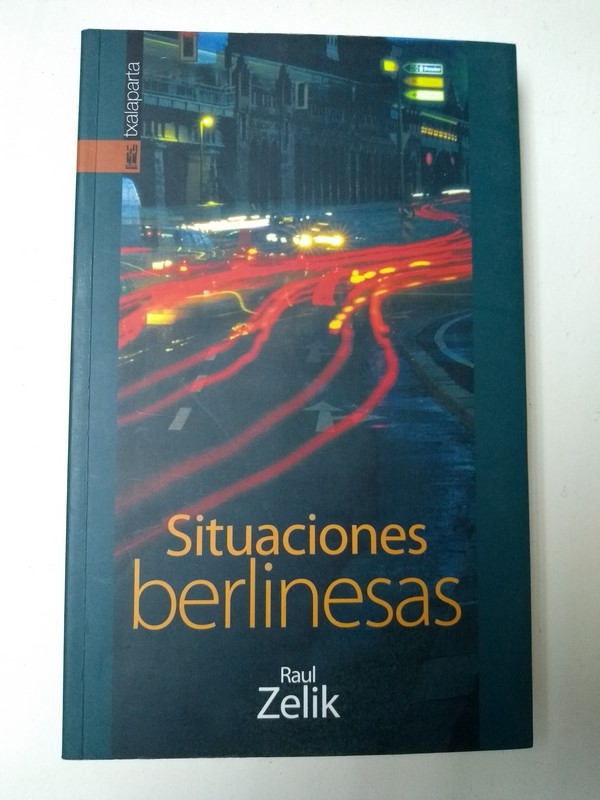 txalaparta
Situaciones
berlinesas
Raul
Zelik